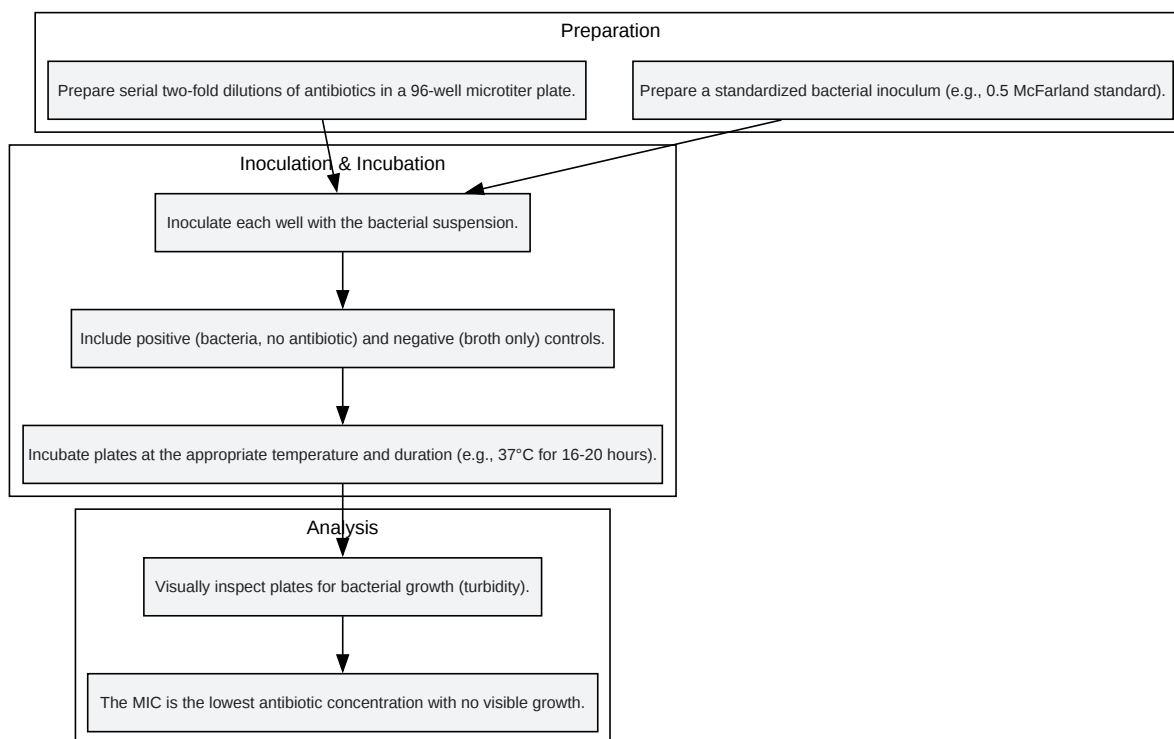 Preparation
Prepare serial two-fold dilutions of antibiotics in a 96-well microtiter plate.
Prepare a standardized bacterial inoculum (e.g., 0.5 McFarland standard).
Inoculation & Incubation
Inoculate each well with the bacterial suspension.
Include positive (bacteria, no antibiotic) and negative (broth only) controls.
Incubate plates at the appropriate temperature and duration (e.g., 37°C for 16-20 hours).
Analysis
Visually inspect plates for bacterial growth (turbidity).
The MIC is the lowest antibiotic concentration with no visible growth.